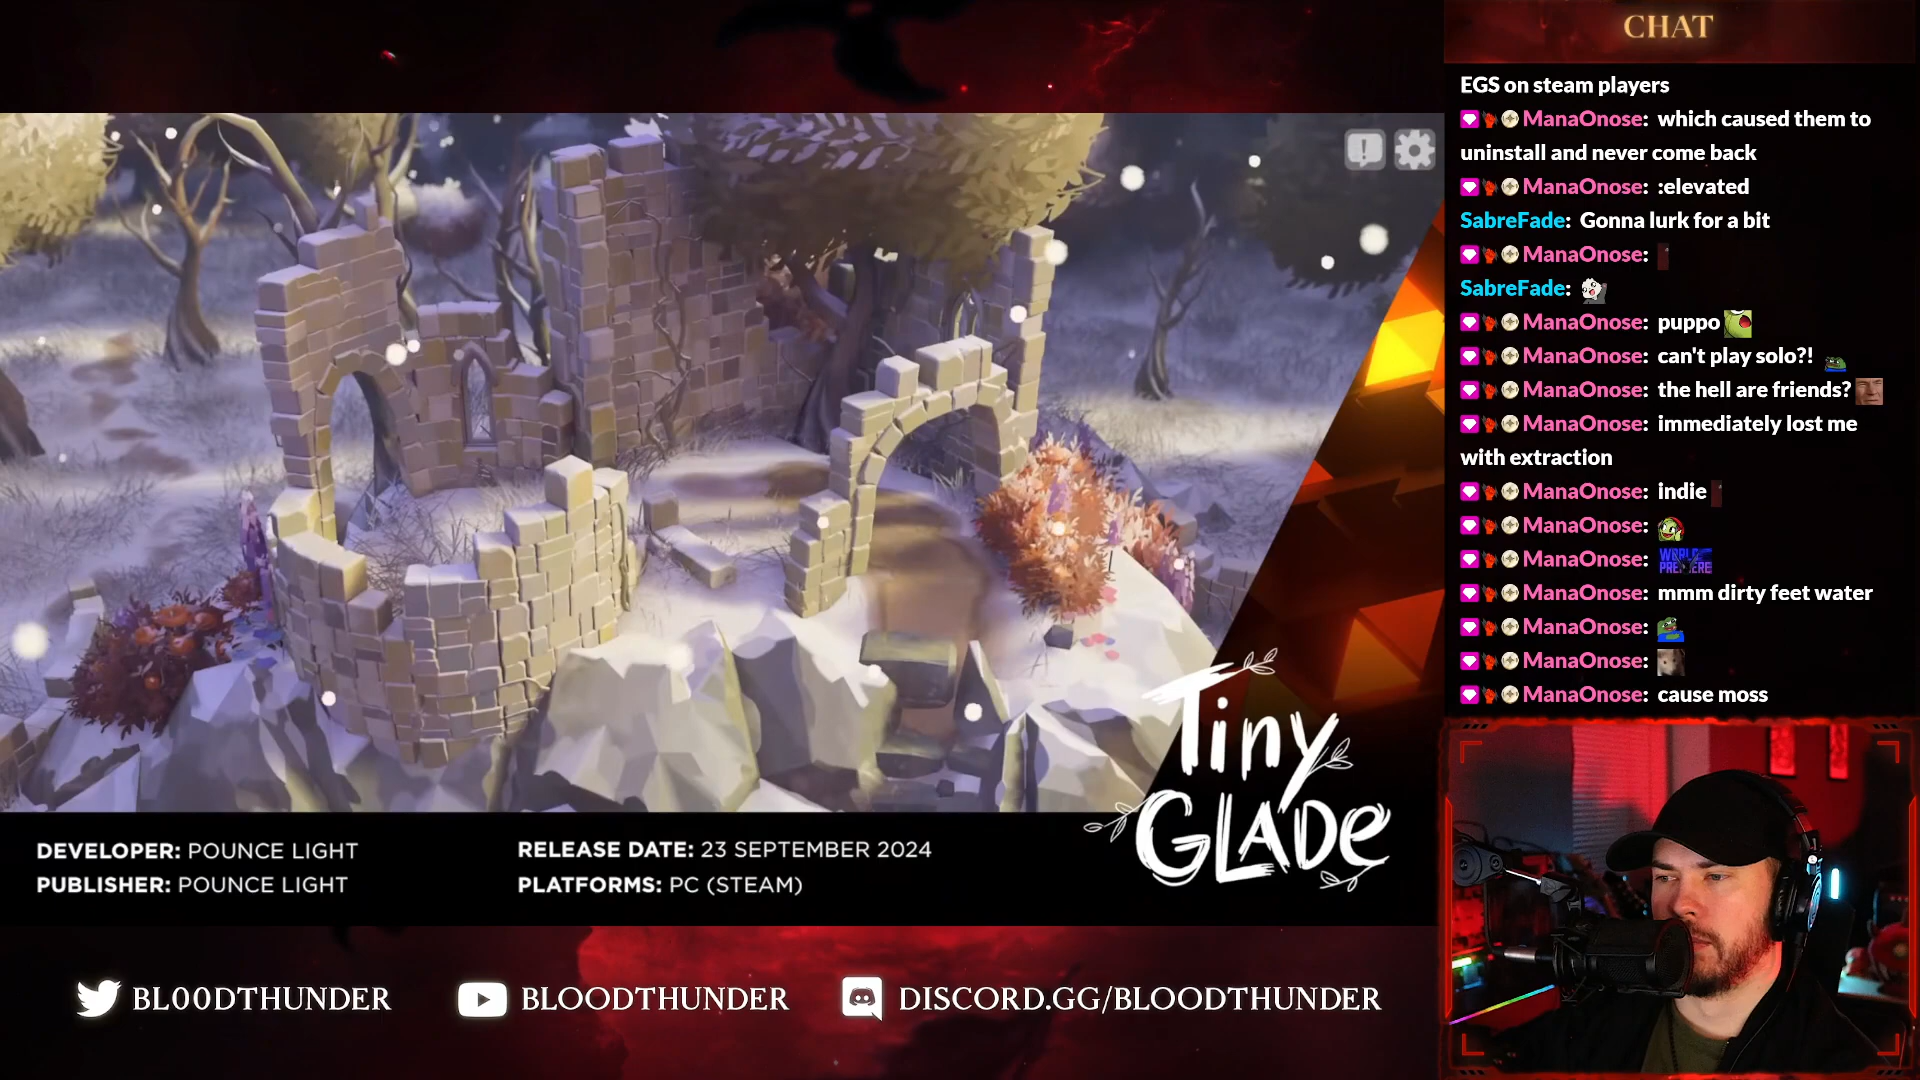 CHAT
EGS on steam players
ManaOnose: which caused them to
uninstall and never come back
ManaOnose: :elevated
SabreFade: Gonna lurk for a bit
ManaOnose:
SabreFade:
ManaOnose: puppo
ManaOnose: can't play solo?!
ManaOnose: the hell are friends?
ManaOnose: immediately lost me
with extraction
ManaOnose: indie
ManaOnose:
ManaOnose: WORLD
PREMIERE
ManaOnose: mmm dirty feet water
ManaOnose:
ManaOnose:
ManaOnose: cause moss
Tiny
GLADE
DEVELOPER: POUNCE LIGHT
PUBLISHER: POUNCE LIGHT
RELEASE DATE: 23 SEPTEMBER 2024
PLATFORMS: PC (STEAM)
BL00DTHUNDER
BLOODTHUNDER
DISCORD.GG/BLOODTHUNDER